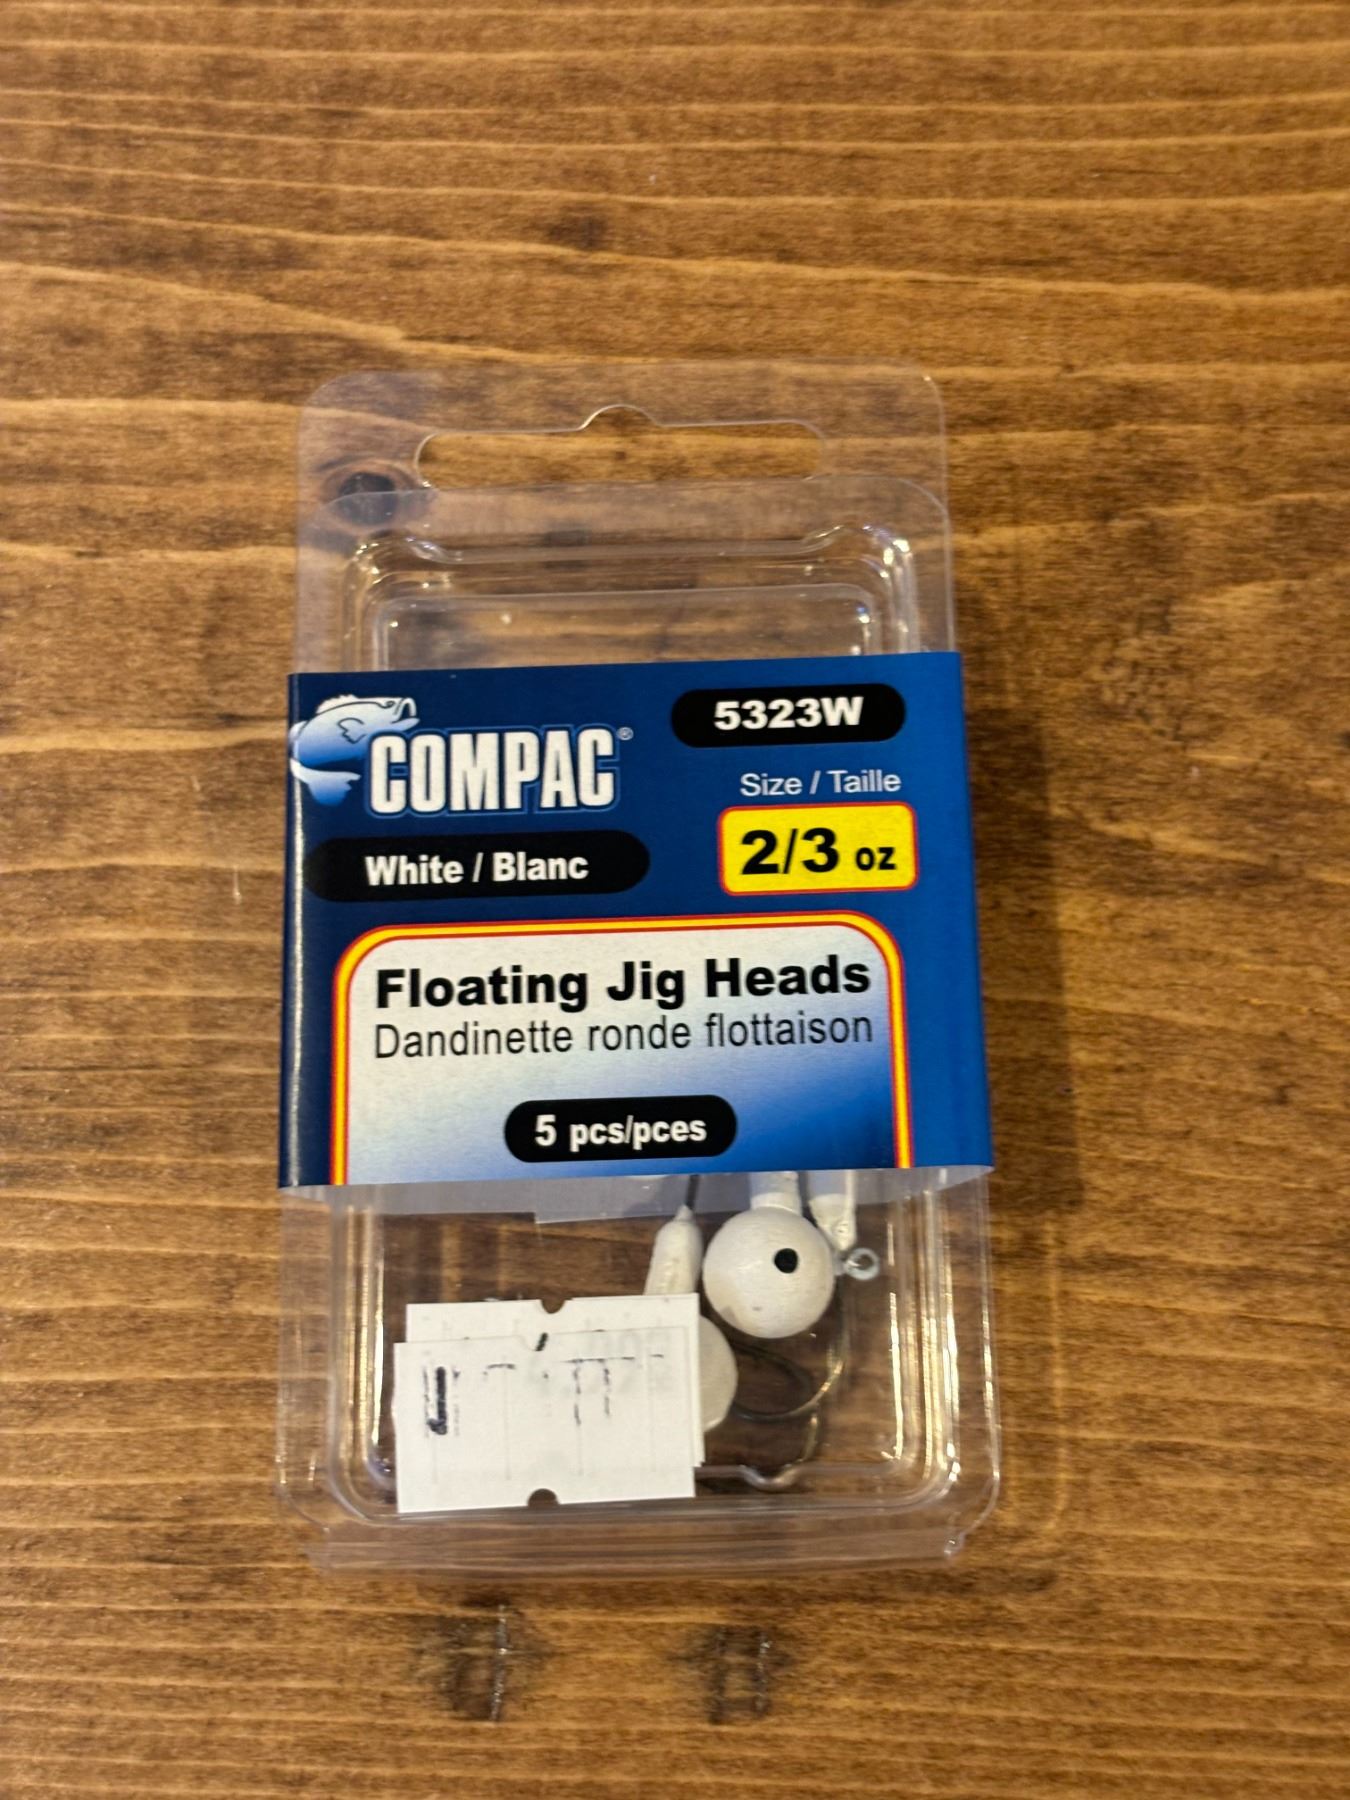 COMPAC®
5323W
Size / Taille
2/3 oz
White / Blanc
Floating Jig Heads
Dandinette ronde flottaison
5 pcs/pces